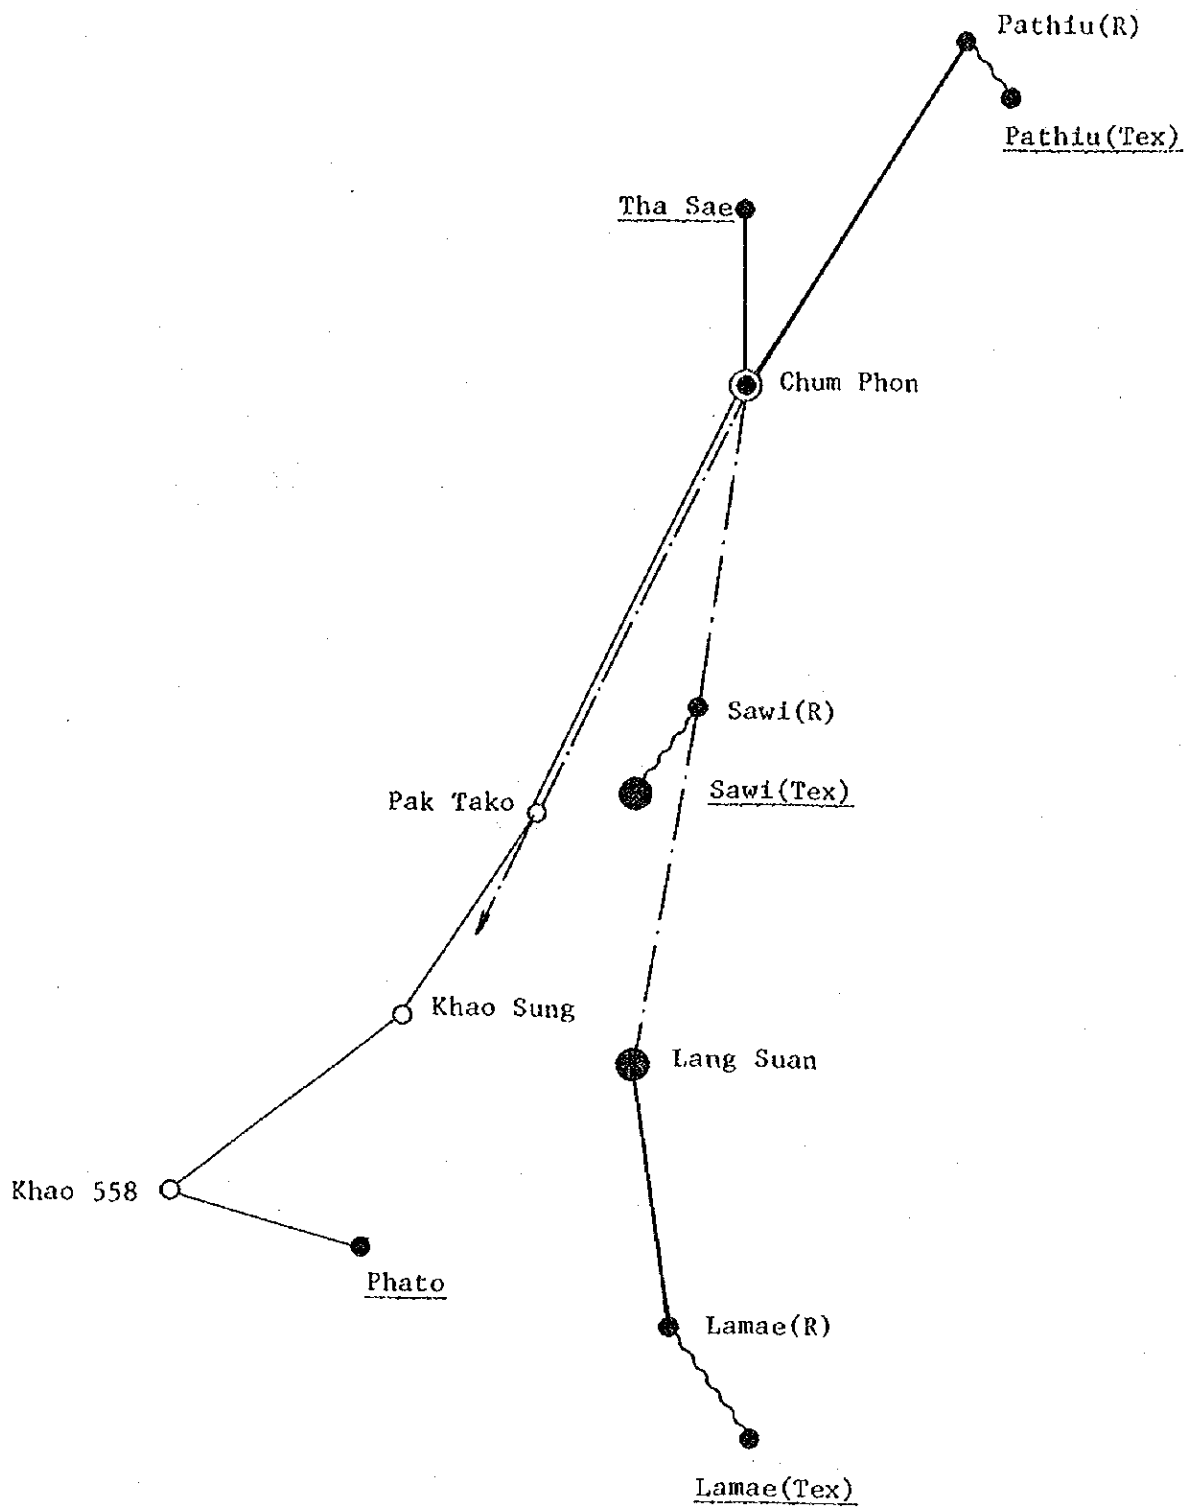 Pathiu(R)
Pathiu(Tex)
Tha Sae
Chum Phon
Sawi(R)
Sawi(Tex)
Pak Tako
Khao Sung
Lang Suan
Khao 558
Phato
Lamae(R)
Lamae(Tex)